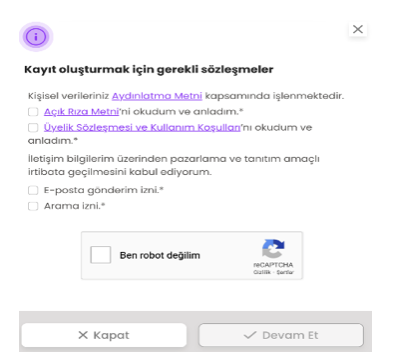 Kayıt oluşturmak için gerekli sözleşmeler
Kişisel verileriniz Aydınlatma Metni kapsamında işlenmektedir.
Açık Rıza Metni'ni okudum ve anladım.*
Üyelik Sözleşmesi ve Kullanım Koşulları'nı okudum ve
anladım.*
İletişim bilgilerim üzerinden pazarlama ve tanıtım amaçlı
irtibata geçilmesini kabul ediyorum.
E-posta gönderim izni.*
Arama izni.*
Ben robot değilim
reCAPTCHA
Gizlilik - Şartlar
Kapat
Devam Et